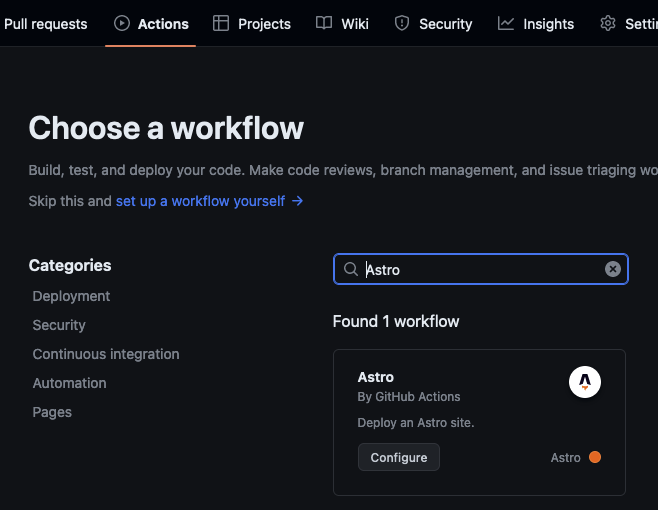 Pull requests Actions Projects Wiki Security Insights
Choose a workflow
Build, test, and deploy your code. Make code reviews, branch management, and issue triaging
Skip this and set up a workflow yourself →
Categories
Deployment
Security
Continuous integration
Automation
Pages
Astro
Found 1 workflow
Astro
By GitHub Actions
Deploy an Astro site.
Configure
Astro